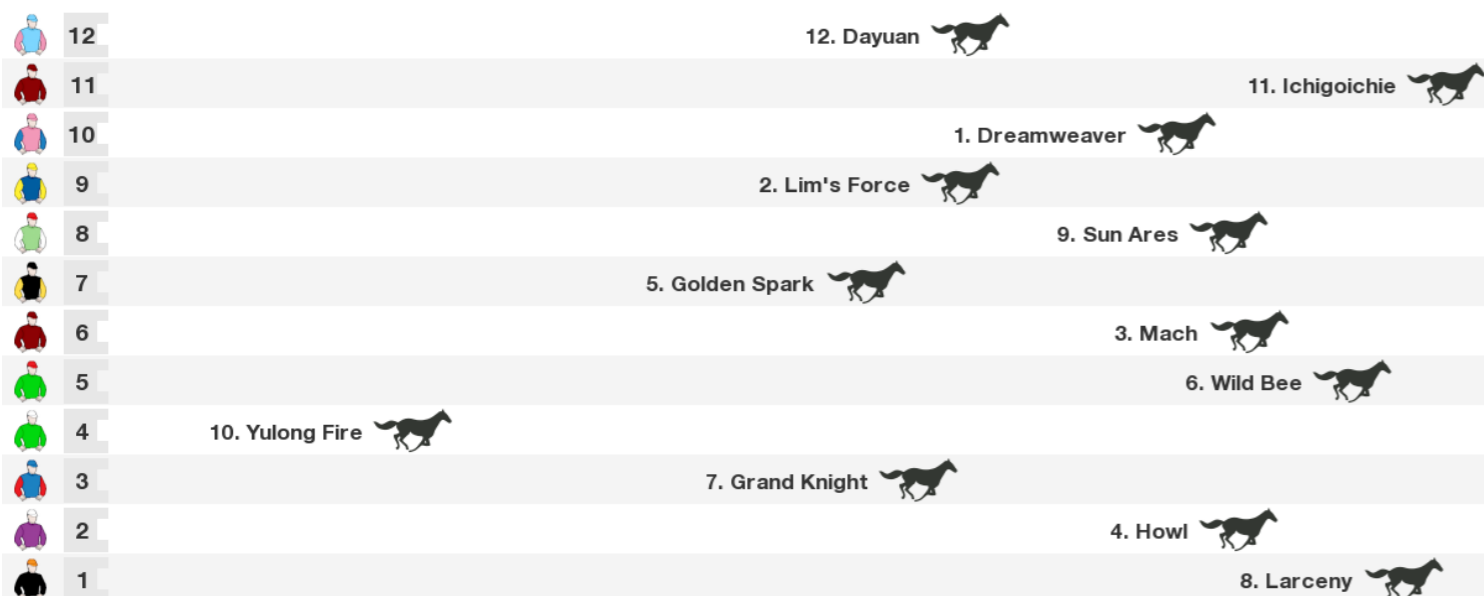 12 12. Dayuan
11 11. Ichigoichie
10 1. Dreamweaver
9 2. Lim's Force
8 9. Sun Ares
7 5. Golden Spark
6 3. Mach
5 6. Wild Bee
4 10. Yulong Fire
3 7. Grand Knight
2 4. Howl
1 8. Larceny